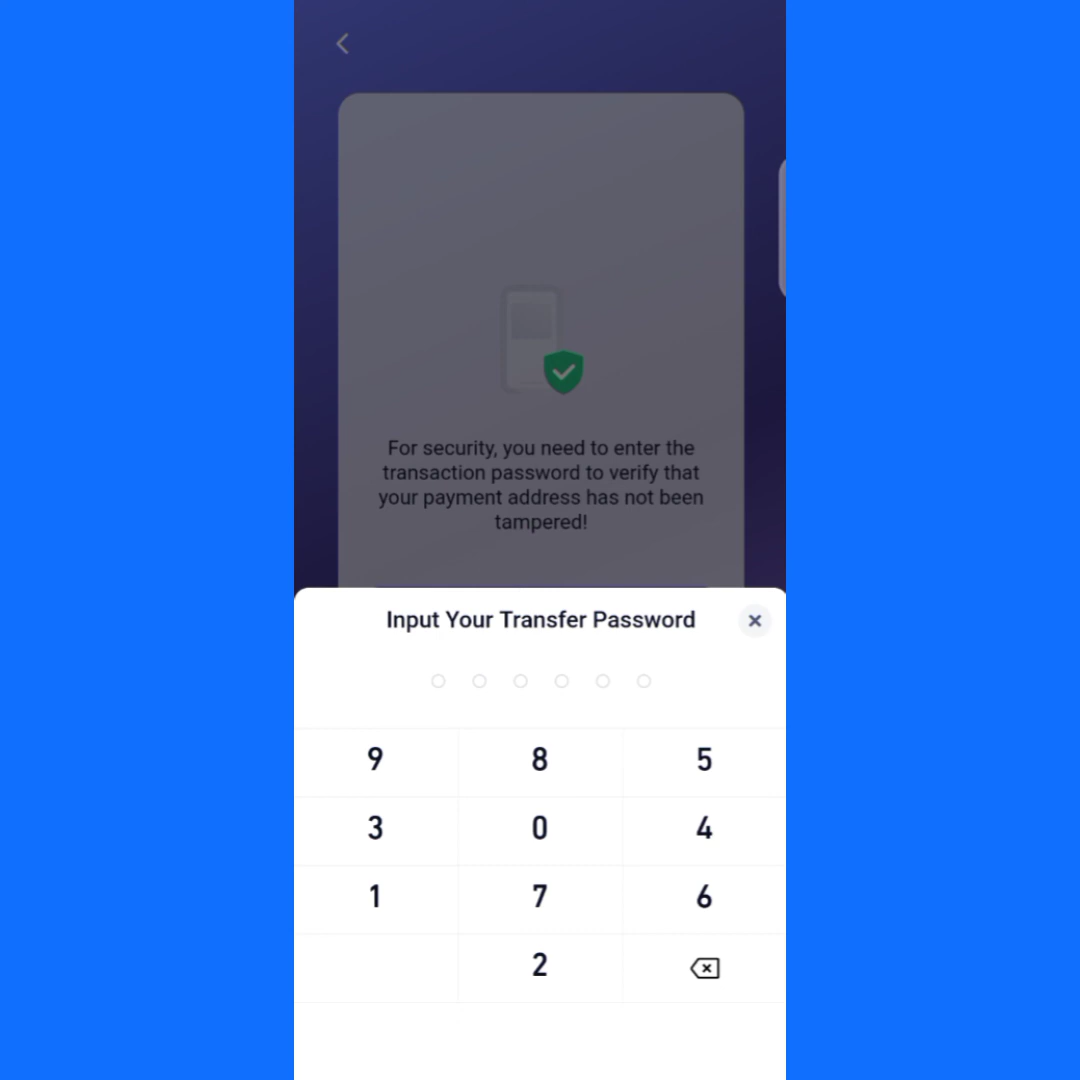 For security, you need to enter the
transaction password to verify that
your payment address has not been
tampered!
Input Your Transfer Password
9 8 5
3 0 4
1 7 6
2